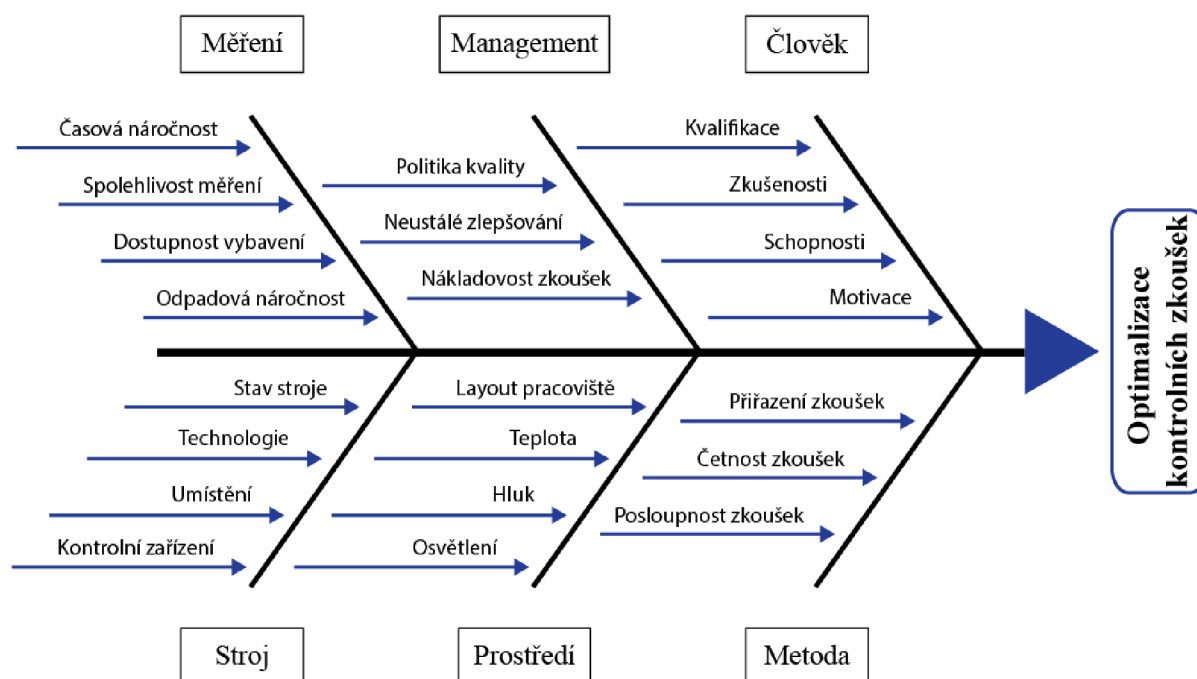 Měření
Management
Člověk
Časová náročnost
Spolehlivost měření
Dostupnost vybavení
Odpadová náročnost
Politika kvality
Neustálé zlepšování
Nákladovost zkoušek
Kvalifikace
Zkušenosti
Schopnosti
Motivace
Optimalizace
kontrolních zkoušek
Stav stroje
Technologie
Umístění
Kontrolní zařízení
Layout pracoviště
Teplota
Hluk
Osvětlení
Přiřazení zkoušek
Četnost zkoušek
Posloupnost zkoušek
Stroj
Prostředí
Metoda